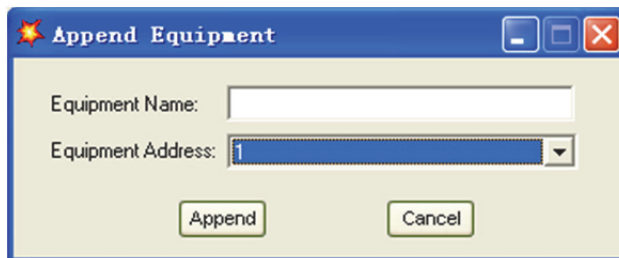 Append Equipment
Equipment Name:
Equipment Address: 1
Append Cancel